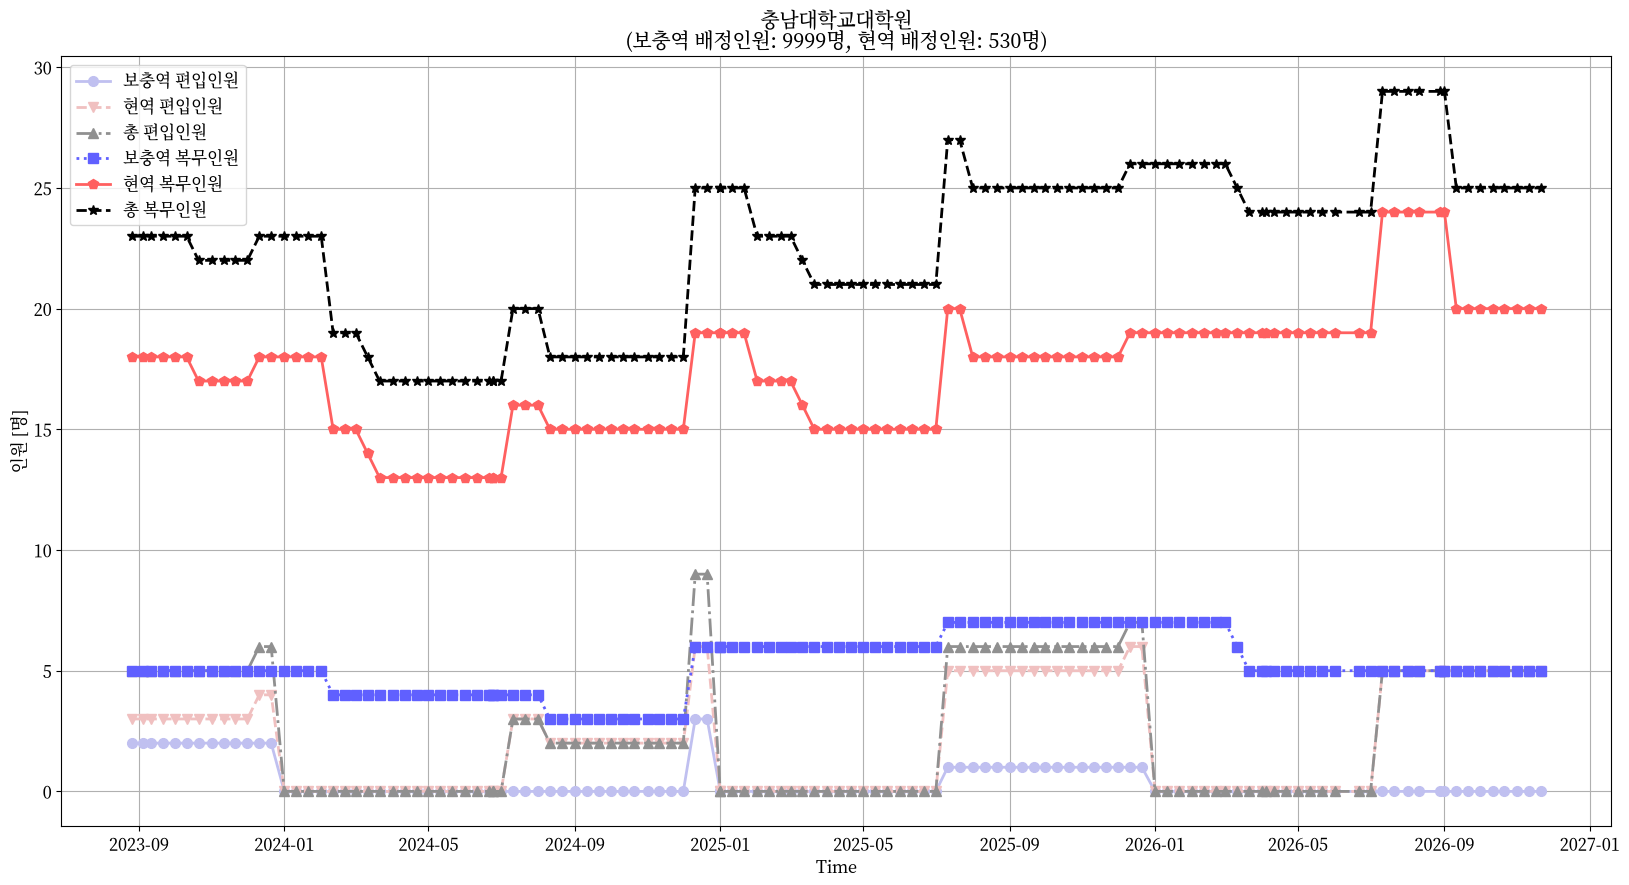 충남대학교대학원
(보충역 배정인원: 9999명, 현역 배정인원: 530명)
30
25
20
15
10
5
0
인원 [명]
보충역 편입인원
현역 편입인원
총 편입인원
보충역 복무인원
현역 복무인원
총 복무인원
2023-09
2024-01
2024-05
2024-09
2025-01
2025-05
2025-09
2026-01
2026-05
2026-09
2027-01
Time